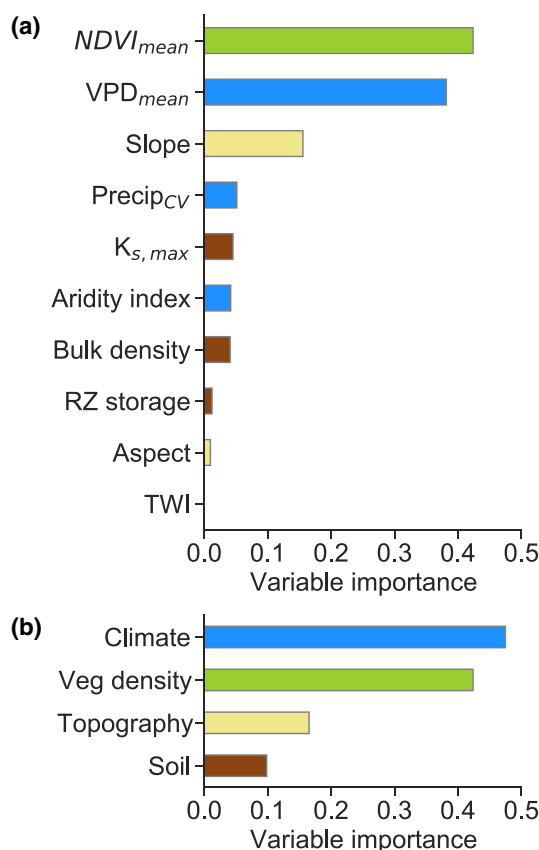 (a)
NDVI_mean
VPD_mean
Slope
Precip_CV
K_s, max
Aridity index
Bulk density
RZ storage
Aspect
TWI
0.0 0.1 0.2 0.3 0.4 0.5
Variable importance
(b)
Climate
Veg density
Topography
Soil
0.0 0.1 0.2 0.3 0.4 0.5
Variable importance